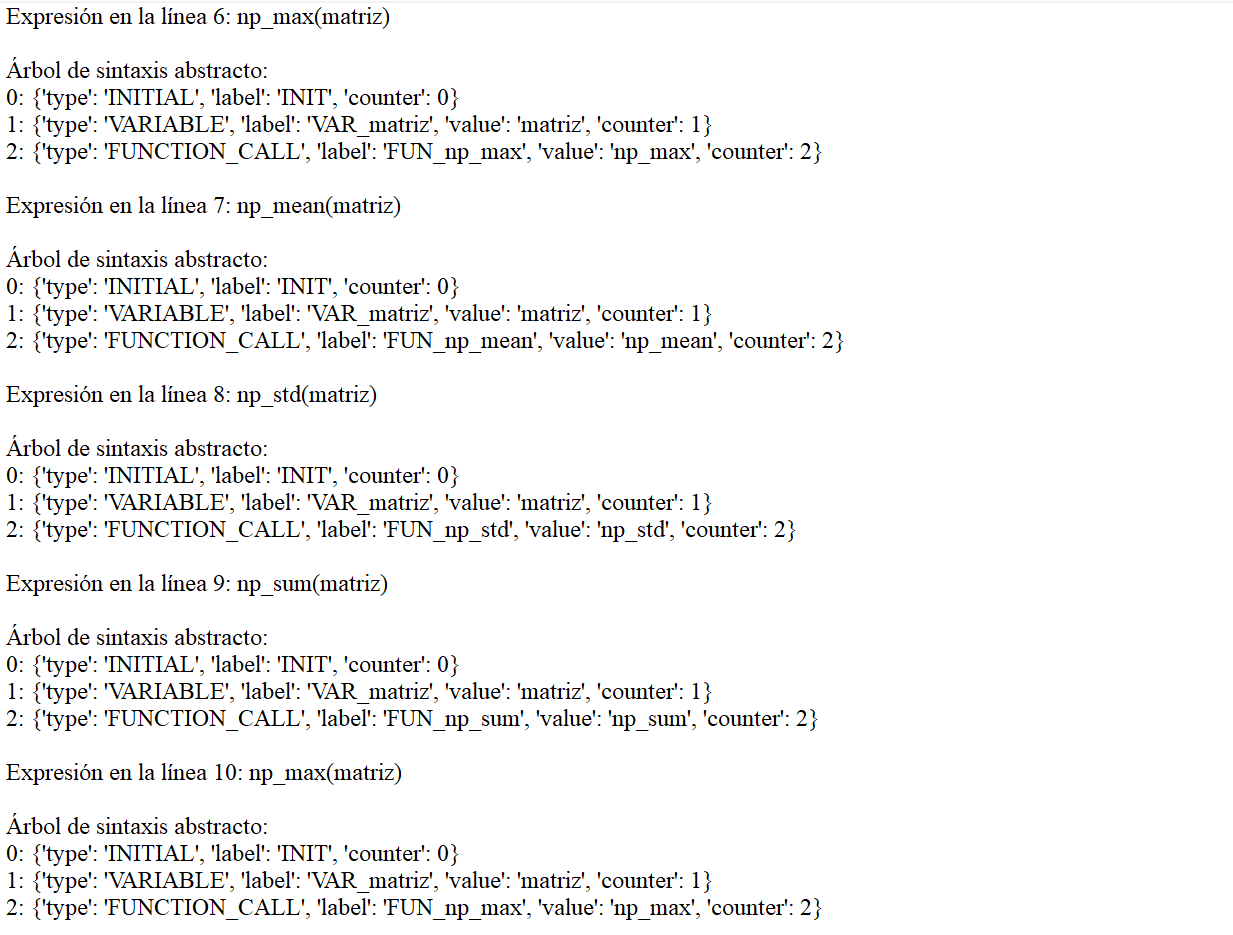 Expresión en la línea 6: np_max(matriz)
Árbol de sintaxis abstracto:
0: {'type': 'INITIAL', 'label': 'INIT', 'counter': 0}
1: {'type': 'VARIABLE', 'label': 'VAR_matriz', 'value': 'matriz', 'counter': 1}
2: {'type': 'FUNCTION_CALL', 'label': 'FUN_np_max', 'value': 'np_max', 'counter': 2}
Expresión en la línea 7: np_mean(matriz)
Árbol de sintaxis abstracto:
0: {'type': 'INITIAL', 'label': 'INIT', 'counter': 0}
1: {'type': 'VARIABLE', 'label': 'VAR_matriz', 'value': 'matriz', 'counter': 1}
2: {'type': 'FUNCTION_CALL', 'label': 'FUN_np_mean', 'value': 'np_mean', 'counter': 2}
Expresión en la línea 8: np_std(matriz)
Árbol de sintaxis abstracto:
0: {'type': 'INITIAL', 'label': 'INIT', 'counter': 0}
1: {'type': 'VARIABLE', 'label': 'VAR_matriz', 'value': 'matriz', 'counter': 1}
2: {'type': 'FUNCTION_CALL', 'label': 'FUN_np_std', 'value': 'np_std', 'counter': 2}
Expresión en la línea 9: np_sum(matriz)
Árbol de sintaxis abstracto:
0: {'type': 'INITIAL', 'label': 'INIT', 'counter': 0}
1: {'type': 'VARIABLE', 'label': 'VAR_matriz', 'value': 'matriz', 'counter': 1}
2: {'type': 'FUNCTION_CALL', 'label': 'FUN_np_sum', 'value': 'np_sum', 'counter': 2}
Expresión en la línea 10: np_max(matriz)
Árbol de sintaxis abstracto:
0: {'type': 'INITIAL', 'label': 'INIT', 'counter': 0}
1: {'type': 'VARIABLE', 'label': 'VAR_matriz', 'value': 'matriz', 'counter': 1}
2: {'type': 'FUNCTION_CALL', 'label': 'FUN_np_max', 'value': 'np_max', 'counter': 2}